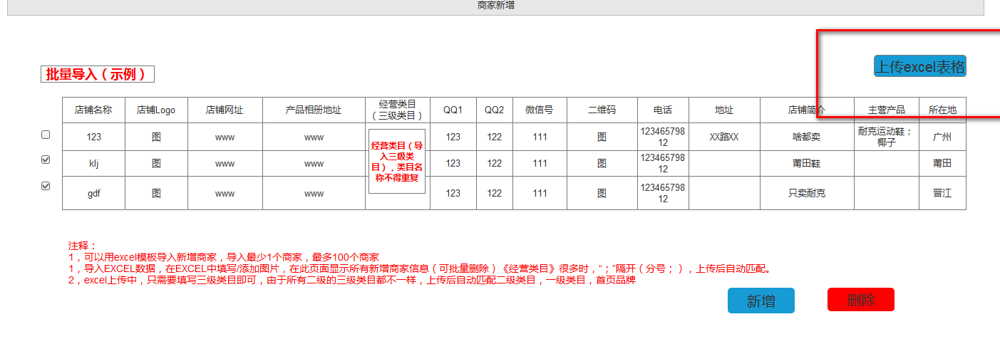 商家新增
上传excel表格
批量导入（示例）
店铺名称 店铺Logo 店铺网址 产品相册地址 经营类目（三级类目） QQ1 QQ2 微信号 二维码 电话 地址 店铺简介 主营产品 所在地
123 图 www www 123 122 111 图 12346579812 XX路XX 啥都卖 耐克运动鞋；椰子 广州
经营类目（导入三级类目），类目名称不得重复
klj 图 www www 123 122 111 图 12346579812 莆田鞋 莆田
gdf 图 www www 123 122 111 图 12346579812 只卖耐克 晋江
注释：
1，可以用excel模板导入新增商家，导入最少1个商家，最多100个商家
1，导入EXCEL数据，在EXCEL中填写/添加图片，在此页面显示所有新增商家信息（可批量删除）《经营类目》很多时，“；”隔开（分号；），上传后自动匹配。
2，excel上传中，只需要填写三级类目即可，由于所有二级的三级类目都不一样，上传后自动匹配二级类目，一级类目，首页品牌
新增 删除